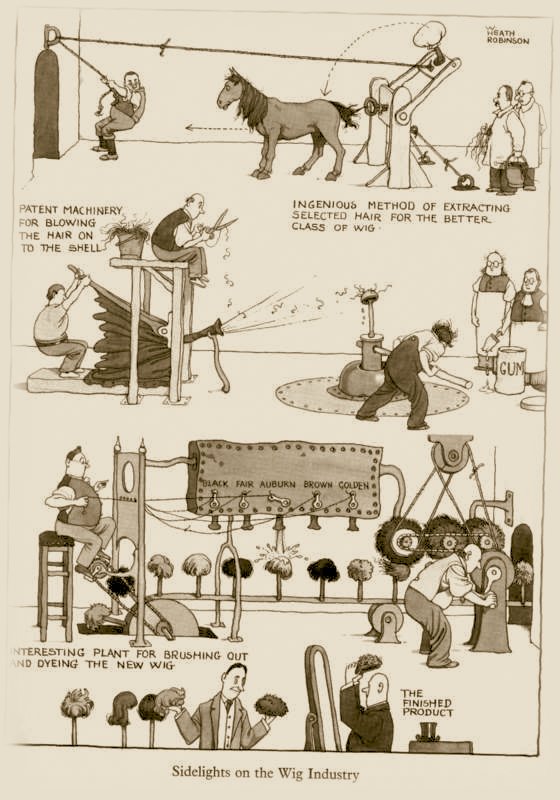 W
HEATH
ROBINSON
PATENT MACHINERY
FOR BLOWING
THE HAIR ON
TO THE SHELL
INGENIOUS METHOD OF EXTRACTING
SELECTED HAIR FOR THE BETTER
CLASS OF WIG.
GUM
BLACK FAIR AUBURN BROWN GOLDEN
INTERESTING PLANT FOR BRUSHING OUT
AND DYEING THE NEW WIG
THE
FINISHED
PRODUCT
Sidelights on the Wig Industry